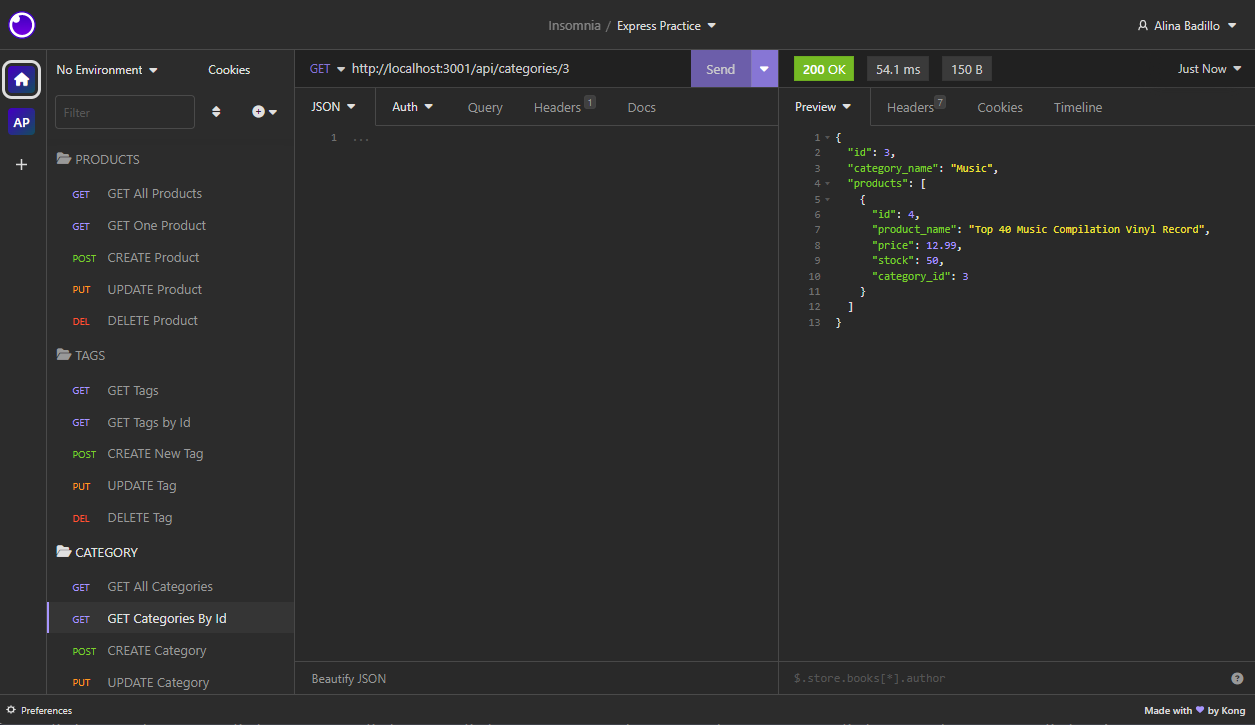 Insomnia / Express Practice
Alina Badillo
No Environment
Cookies
GET http://localhost:3001/api/categories/3
Send
200 OK
54.1 ms
150 B
Just Now
AP
Filter
JSON
Auth
Query
Headers 1
Docs
Preview
Headers 7
Cookies
Timeline
PRODUCTS
GET GET All Products
GET GET One Product
POST CREATE Product
PUT UPDATE Product
DEL DELETE Product
TAGS
GET GET Tags
GET GET Tags by Id
POST CREATE New Tag
PUT UPDATE Tag
DEL DELETE Tag
CATEGORY
GET GET All Categories
GET GET Categories By Id
POST CREATE Category
PUT UPDATE Category
1 ...
1 {
2 "id": 3,
3 "category_name": "Music",
4 "products": [
5 {
6 "id": 4,
7 "product_name": "Top 40 Music Compilation Vinyl Record",
8 "price": 12.99,
9 "stock": 50,
10 "category_id": 3
11 }
12 ]
13 }
Beautify JSON
$.store.books[*].author
?
Preferences
Made with 💜 by Kong